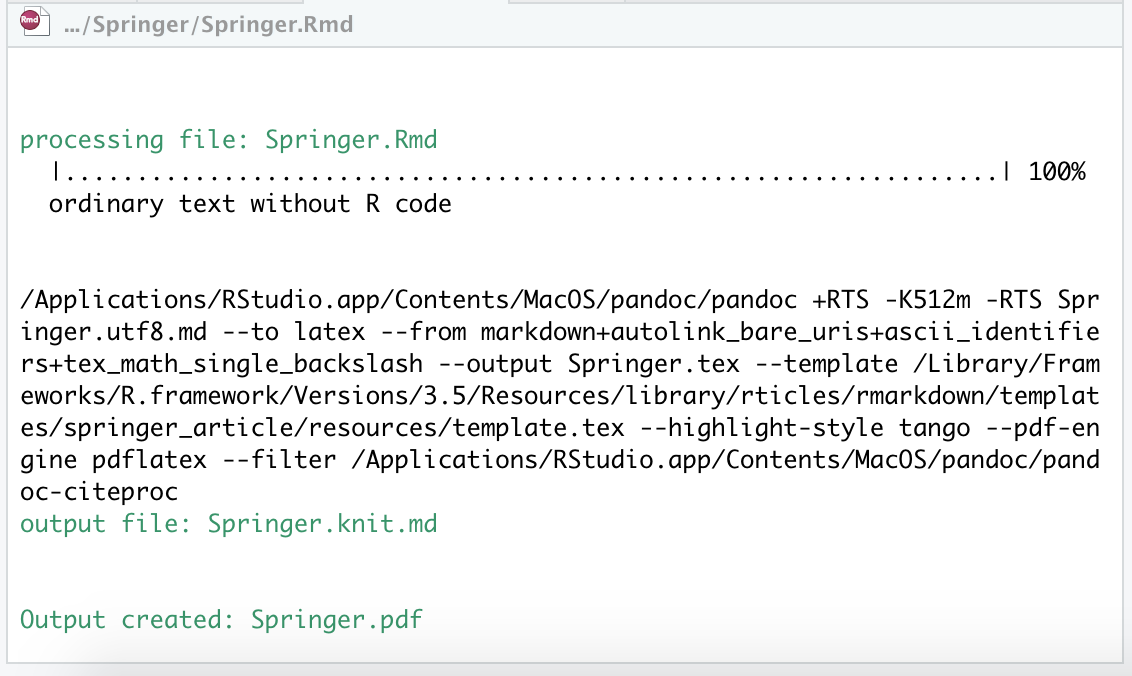 Rmd
.../Springer/Springer.Rmd
processing file: Springer.Rmd
|.................................................................| 100%
ordinary text without R code
/Applications/RStudio.app/Contents/MacOS/pandoc/pandoc +RTS -K512m -RTS Spr
inger.utf8.md --to latex --from markdown+autolink_bare_uris+ascii_identifie
rs+tex_math_single_backslash --output Springer.tex --template /Library/Fram
eworks/R.framework/Versions/3.5/Resources/library/rticles/rmarkdown/templat
es/springer_article/resources/template.tex --highlight-style tango --pdf-en
gine pdflatex --filter /Applications/RStudio.app/Contents/MacOS/pandoc/pand
oc-citeproc
output file: Springer.knit.md
Output created: Springer.pdf